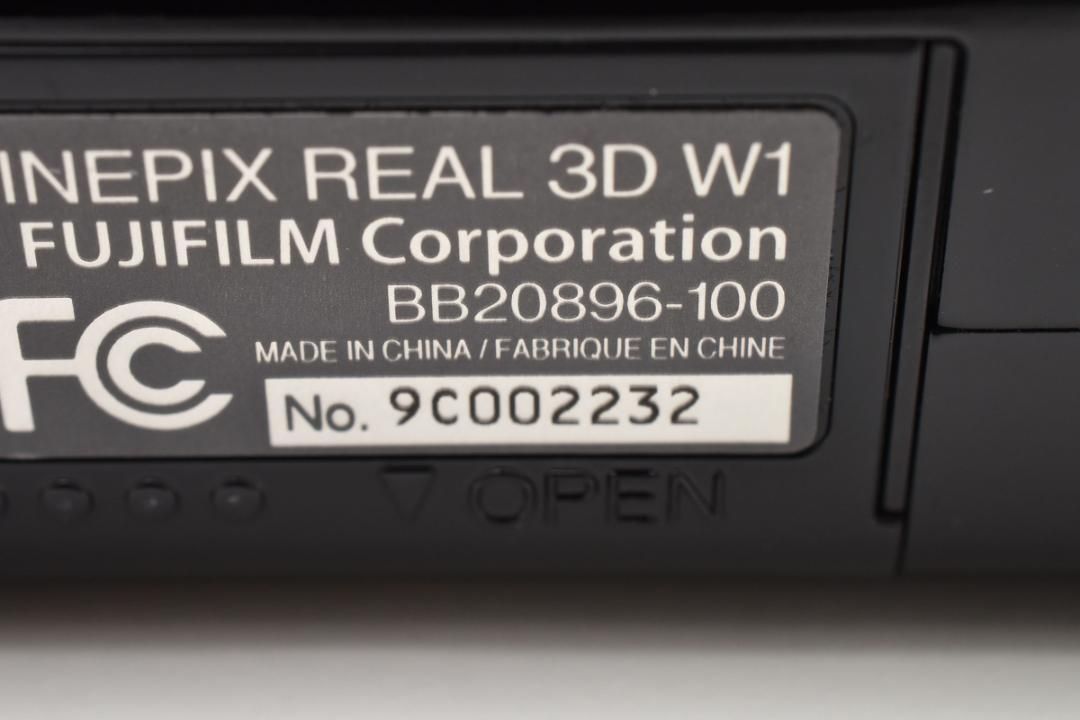 INEPIX REAL 3D W1
FUJIFILM Corporation
BB20896-100
FC
MADE IN CHINA / FABRIQUE EN CHINE
No. 9C002232
▽ OPEN